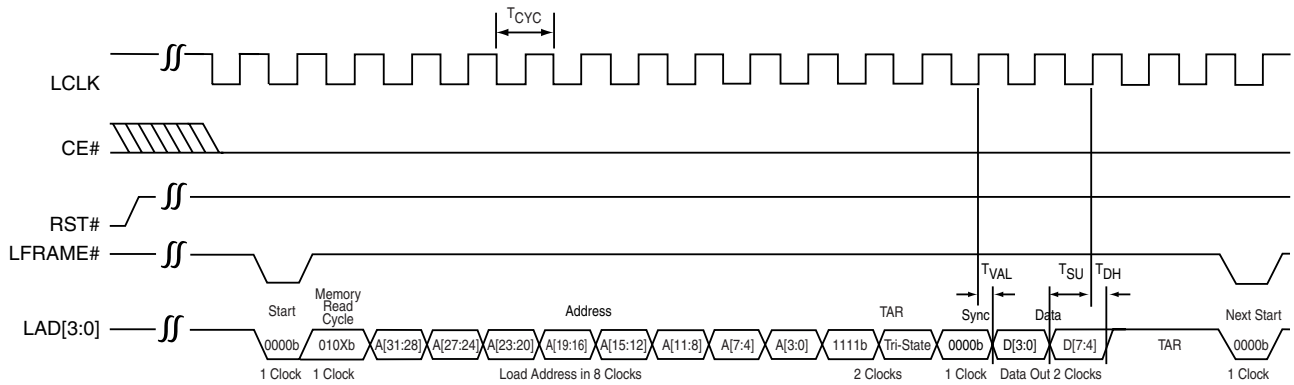 TCYC
LCLK
CE#
RST#
LFRAME#
TVAL TSU TDH
Start Memory Read Cycle Address TAR Sync Data Next Start
LAD[3:0]
0000b 010Xb A[31:28] A[27:24] A[23:20] A[19:16] A[15:12] A[11:8] A[7:4] A[3:0] 1111b Tri-State 0000b D[3:0] D[7:4] TAR 0000b
1 Clock 1 Clock Load Address in 8 Clocks 2 Clocks 1 Clock Data Out 2 Clocks 1 Clock